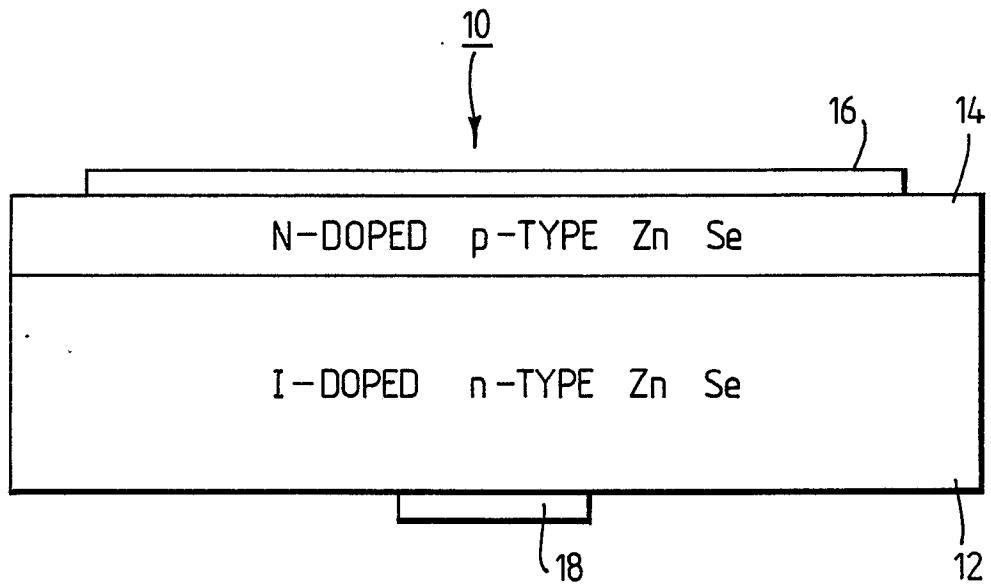 10
16 14
N-DOPED p-TYPE Zn Se
I-DOPED n-TYPE Zn Se
18 12